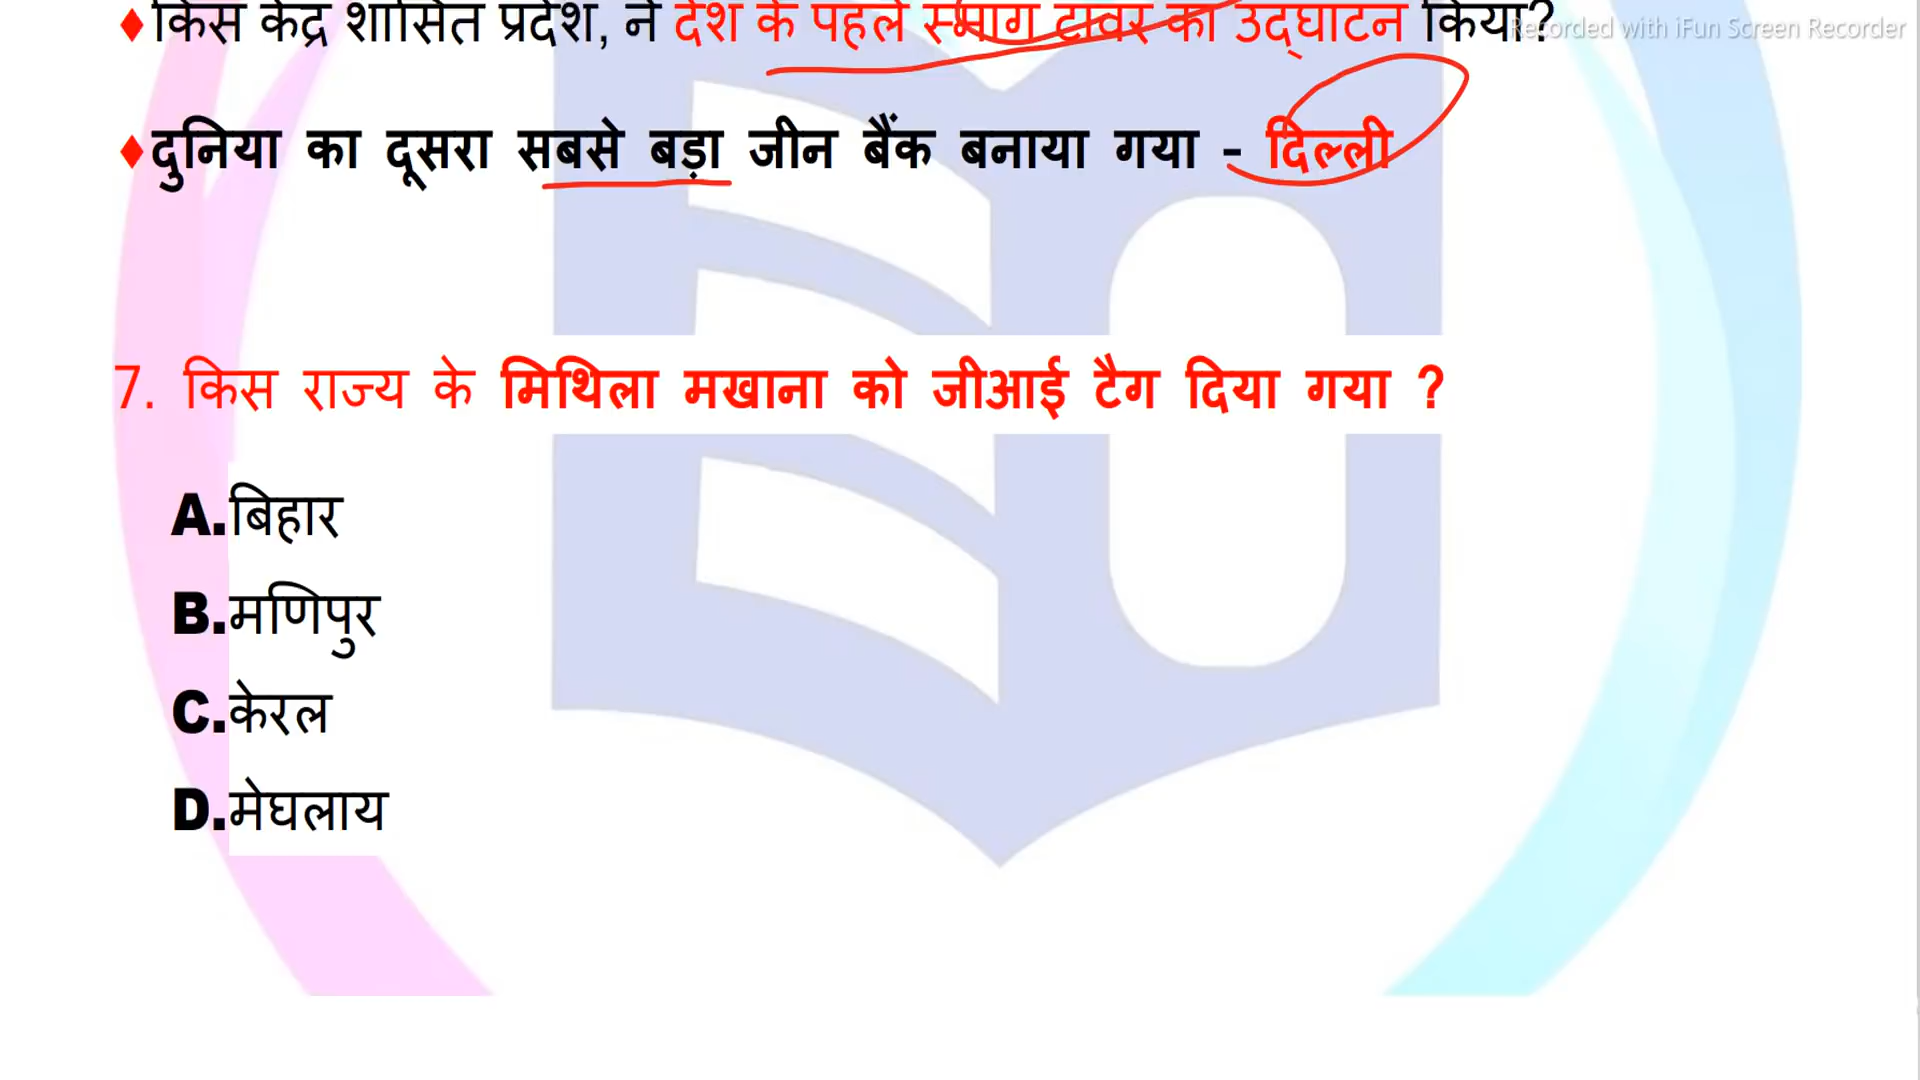 ♦किस केंद्र शासित प्रदेश, ने देश के पहले स्मॉग टावर का उद्घाटन किया?
Recorded with iFun Screen Recorder
♦दुनिया का दूसरा सबसे बड़ा जीन बैंक बनाया गया - दिल्ली
7. किस राज्य के मिथिला मखाना को जीआई टैग दिया गया ?
A.बिहार
B.मणिपुर
C.केरल
D.मेघलाय